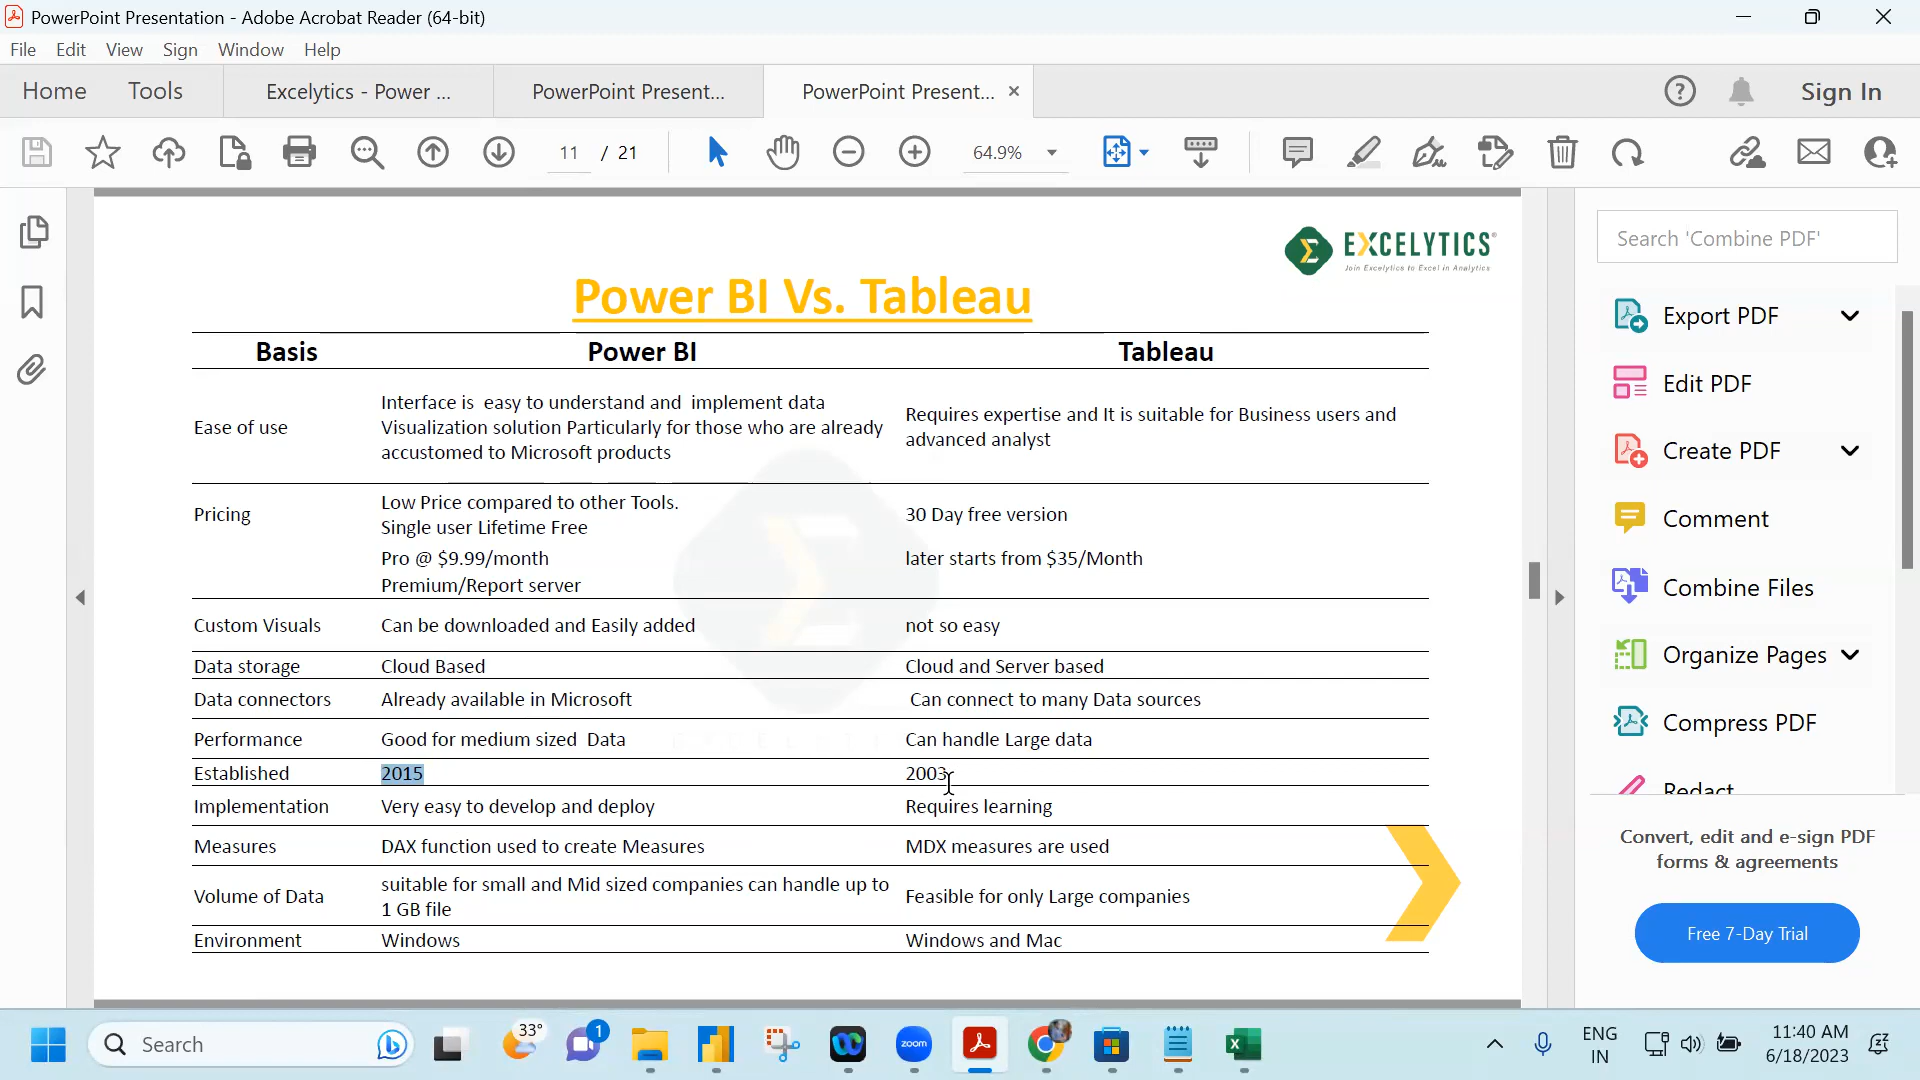 PowerPoint Presentation - Adobe Acrobat Reader (64-bit)
File Edit View Sign Window Help
Home Tools Excelytics - Power ... PowerPoint Present... PowerPoint Present... × Sign In
11 / 21 64.9%
EXCELYTICS®
Join Excelytics to Excel in Analytics
Power BI Vs. Tableau
Basis Power BI Tableau
Ease of use
Interface is easy to understand and implement data
Visualization solution Particularly for those who are already
accustomed to Microsoft products
Requires expertise and It is suitable for Business users and
advanced analyst
Pricing
Low Price compared to other Tools.
Single user Lifetime Free
30 Day free version
Pro @ $9.99/month
later starts from $35/Month
Premium/Report server
Custom Visuals Can be downloaded and Easily added not so easy
Data storage Cloud Based Cloud and Server based
Data connectors Already available in Microsoft Can connect to many Data sources
Performance Good for medium sized Data Can handle Large data
Established 2015 2003
Implementation Very easy to develop and deploy Requires learning
Measures DAX function used to create Measures MDX measures are used
Volume of Data
suitable for small and Mid sized companies can handle up to
1 GB file
Feasible for only Large companies
Environment Windows Windows and Mac
Search 'Combine PDF'
Export PDF
Edit PDF
Create PDF
Comment
Combine Files
Organize Pages
Compress PDF
Redact
Convert, edit and e-sign PDF
forms & agreements
Free 7-Day Trial
Search
33°
1
zoom
ENG
IN
11:40 AM
6/18/2023